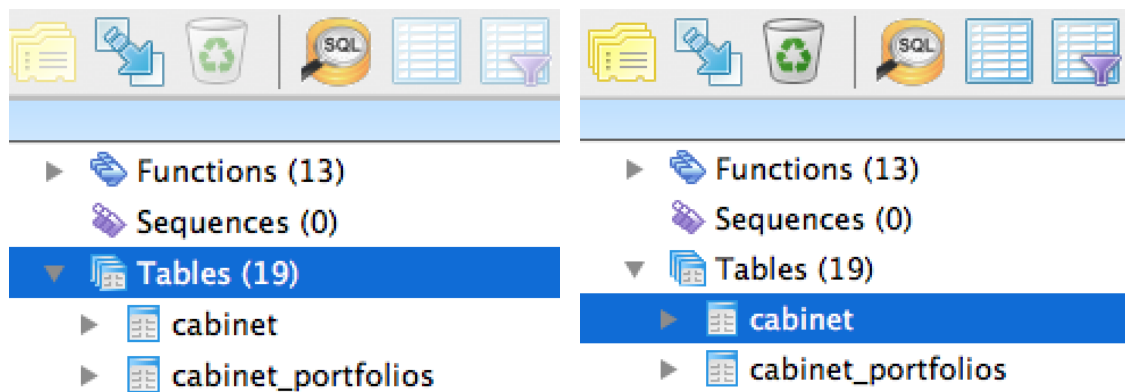 SQL
Functions (13)
Sequences (0)
Tables (19)
cabinet
cabinet_portfolios
SQL
Functions (13)
Sequences (0)
Tables (19)
cabinet
cabinet_portfolios